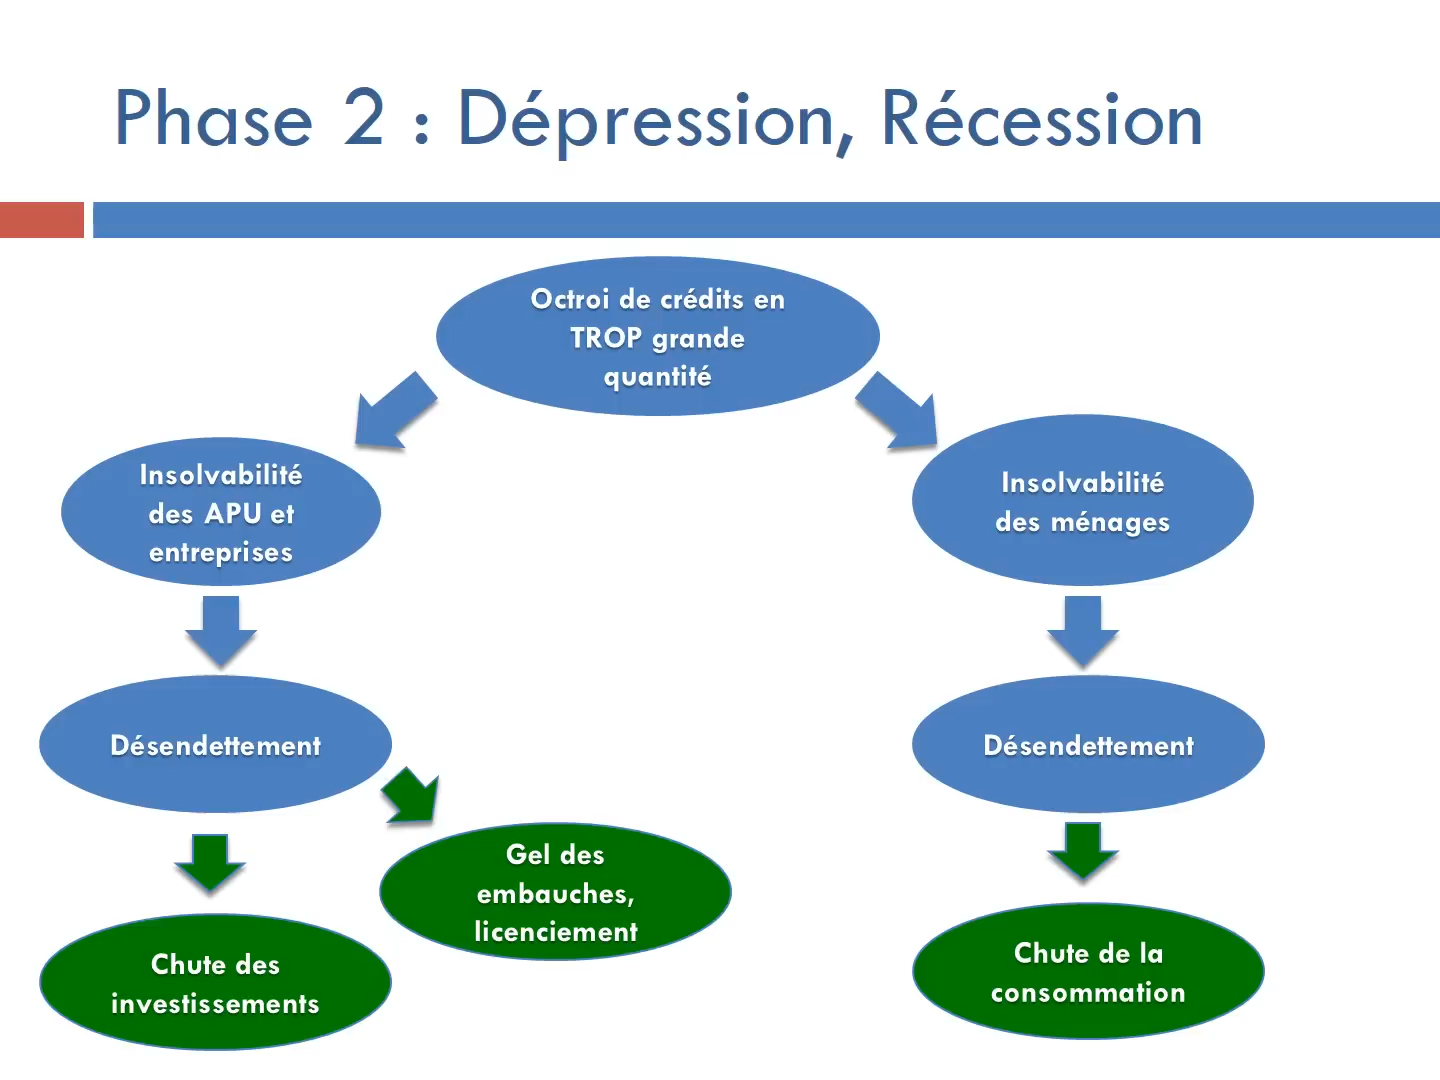 Phase 2 : Dépression, Récession
Octroi de crédits en
TROP grande
quantité
Insolvabilité
des APU et
entreprises
Insolvabilité
des ménages
Désendettement
Désendettement
Gel des
embauches,
licenciement
Chute des
investissements
Chute de la
consommation